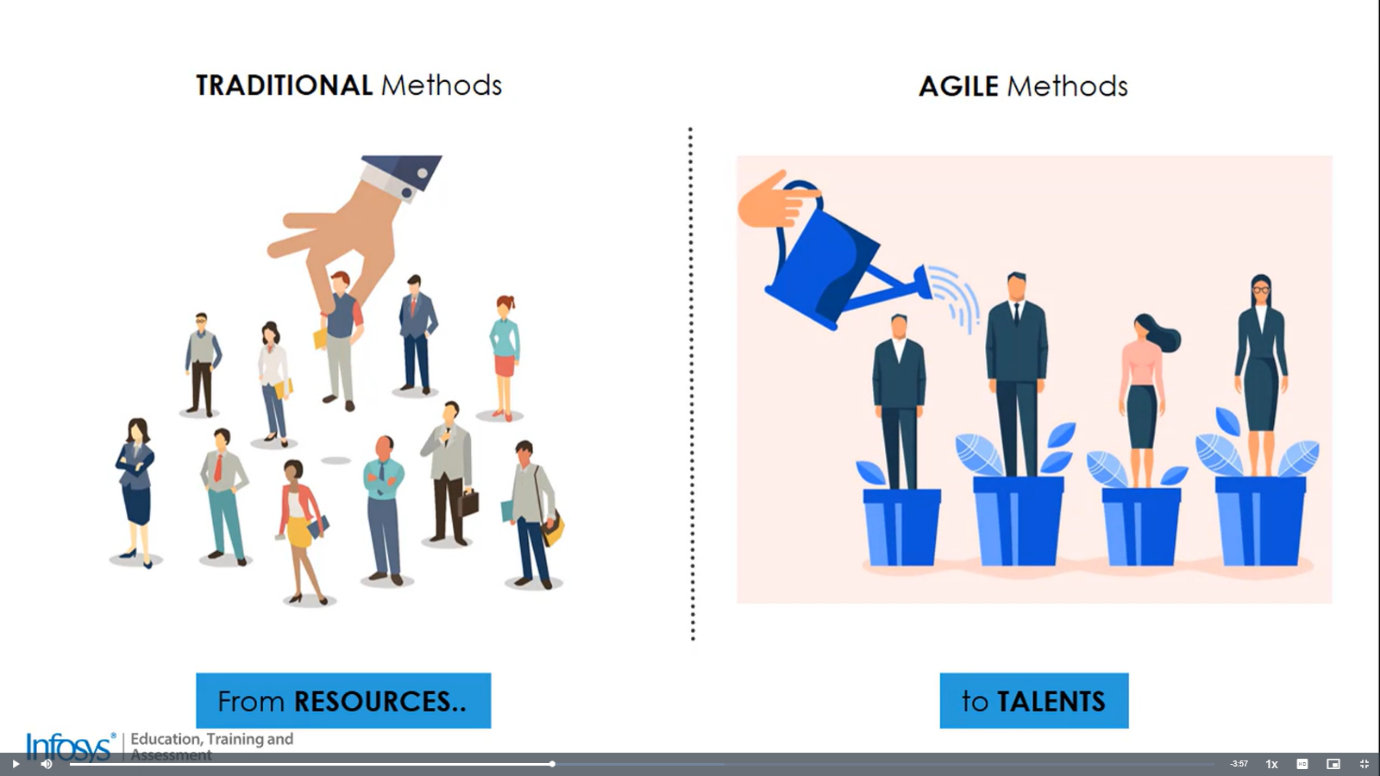 TRADITIONAL Methods
AGILE Methods
From RESOURCES..
to TALENTS
Infosys® | Education, Training and
Assessment
-3:57
1x